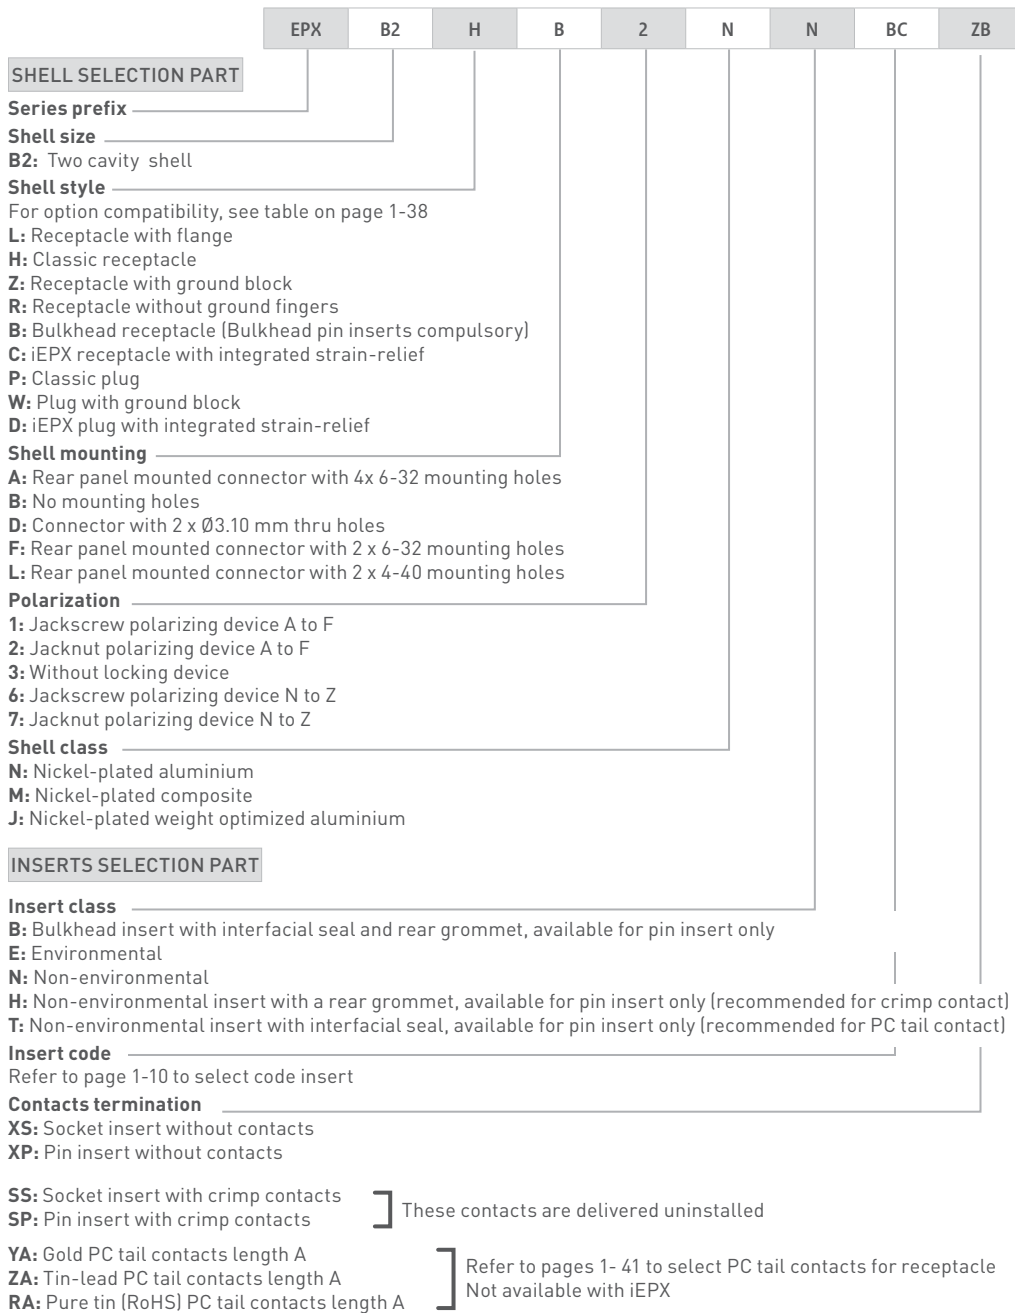 EPX B2 H B 2 N N BC ZB
SHELL SELECTION PART
Series prefix
Shell size
B2: Two cavity shell
Shell style
For option compatibility, see table on page 1-38
L: Receptacle with flange
H: Classic receptacle
Z: Receptacle with ground block
R: Receptacle without ground fingers
B: Bulkhead receptacle (Bulkhead pin inserts compulsory)
C: iEPX receptacle with integrated strain-relief
P: Classic plug
W: Plug with ground block
D: iEPX plug with integrated strain-relief
Shell mounting
A: Rear panel mounted connector with 4x 6-32 mounting holes
B: No mounting holes
D: Connector with 2 x Ø3.10 mm thru holes
F: Rear panel mounted connector with 2 x 6-32 mounting holes
L: Rear panel mounted connector with 2 x 4-40 mounting holes
Polarization
1: Jackscrew polarizing device A to F
2: Jacknut polarizing device A to F
3: Without locking device
6: Jackscrew polarizing device N to Z
7: Jacknut polarizing device N to Z
Shell class
N: Nickel-plated aluminium
M: Nickel-plated composite
J: Nickel-plated weight optimized aluminium
INSERTS SELECTION PART
Insert class
B: Bulkhead insert with interfacial seal and rear grommet, available for pin insert only
E: Environmental
N: Non-environmental
H: Non-environmental insert with a rear grommet, available for pin insert only (recommended for crimp contact)
T: Non-environmental insert with interfacial seal, available for pin insert only (recommended for PC tail contact)
Insert code
Refer to page 1-10 to select code insert
Contacts termination
XS: Socket insert without contacts
XP: Pin insert without contacts
SS: Socket insert with crimp contacts
SP: Pin insert with crimp contacts
These contacts are delivered uninstalled
YA: Gold PC tail contacts length A
ZA: Tin-lead PC tail contacts length A
RA: Pure tin (RoHS) PC tail contacts length A
Refer to pages 1- 41 to select PC tail contacts for receptacle
Not available with iEPX